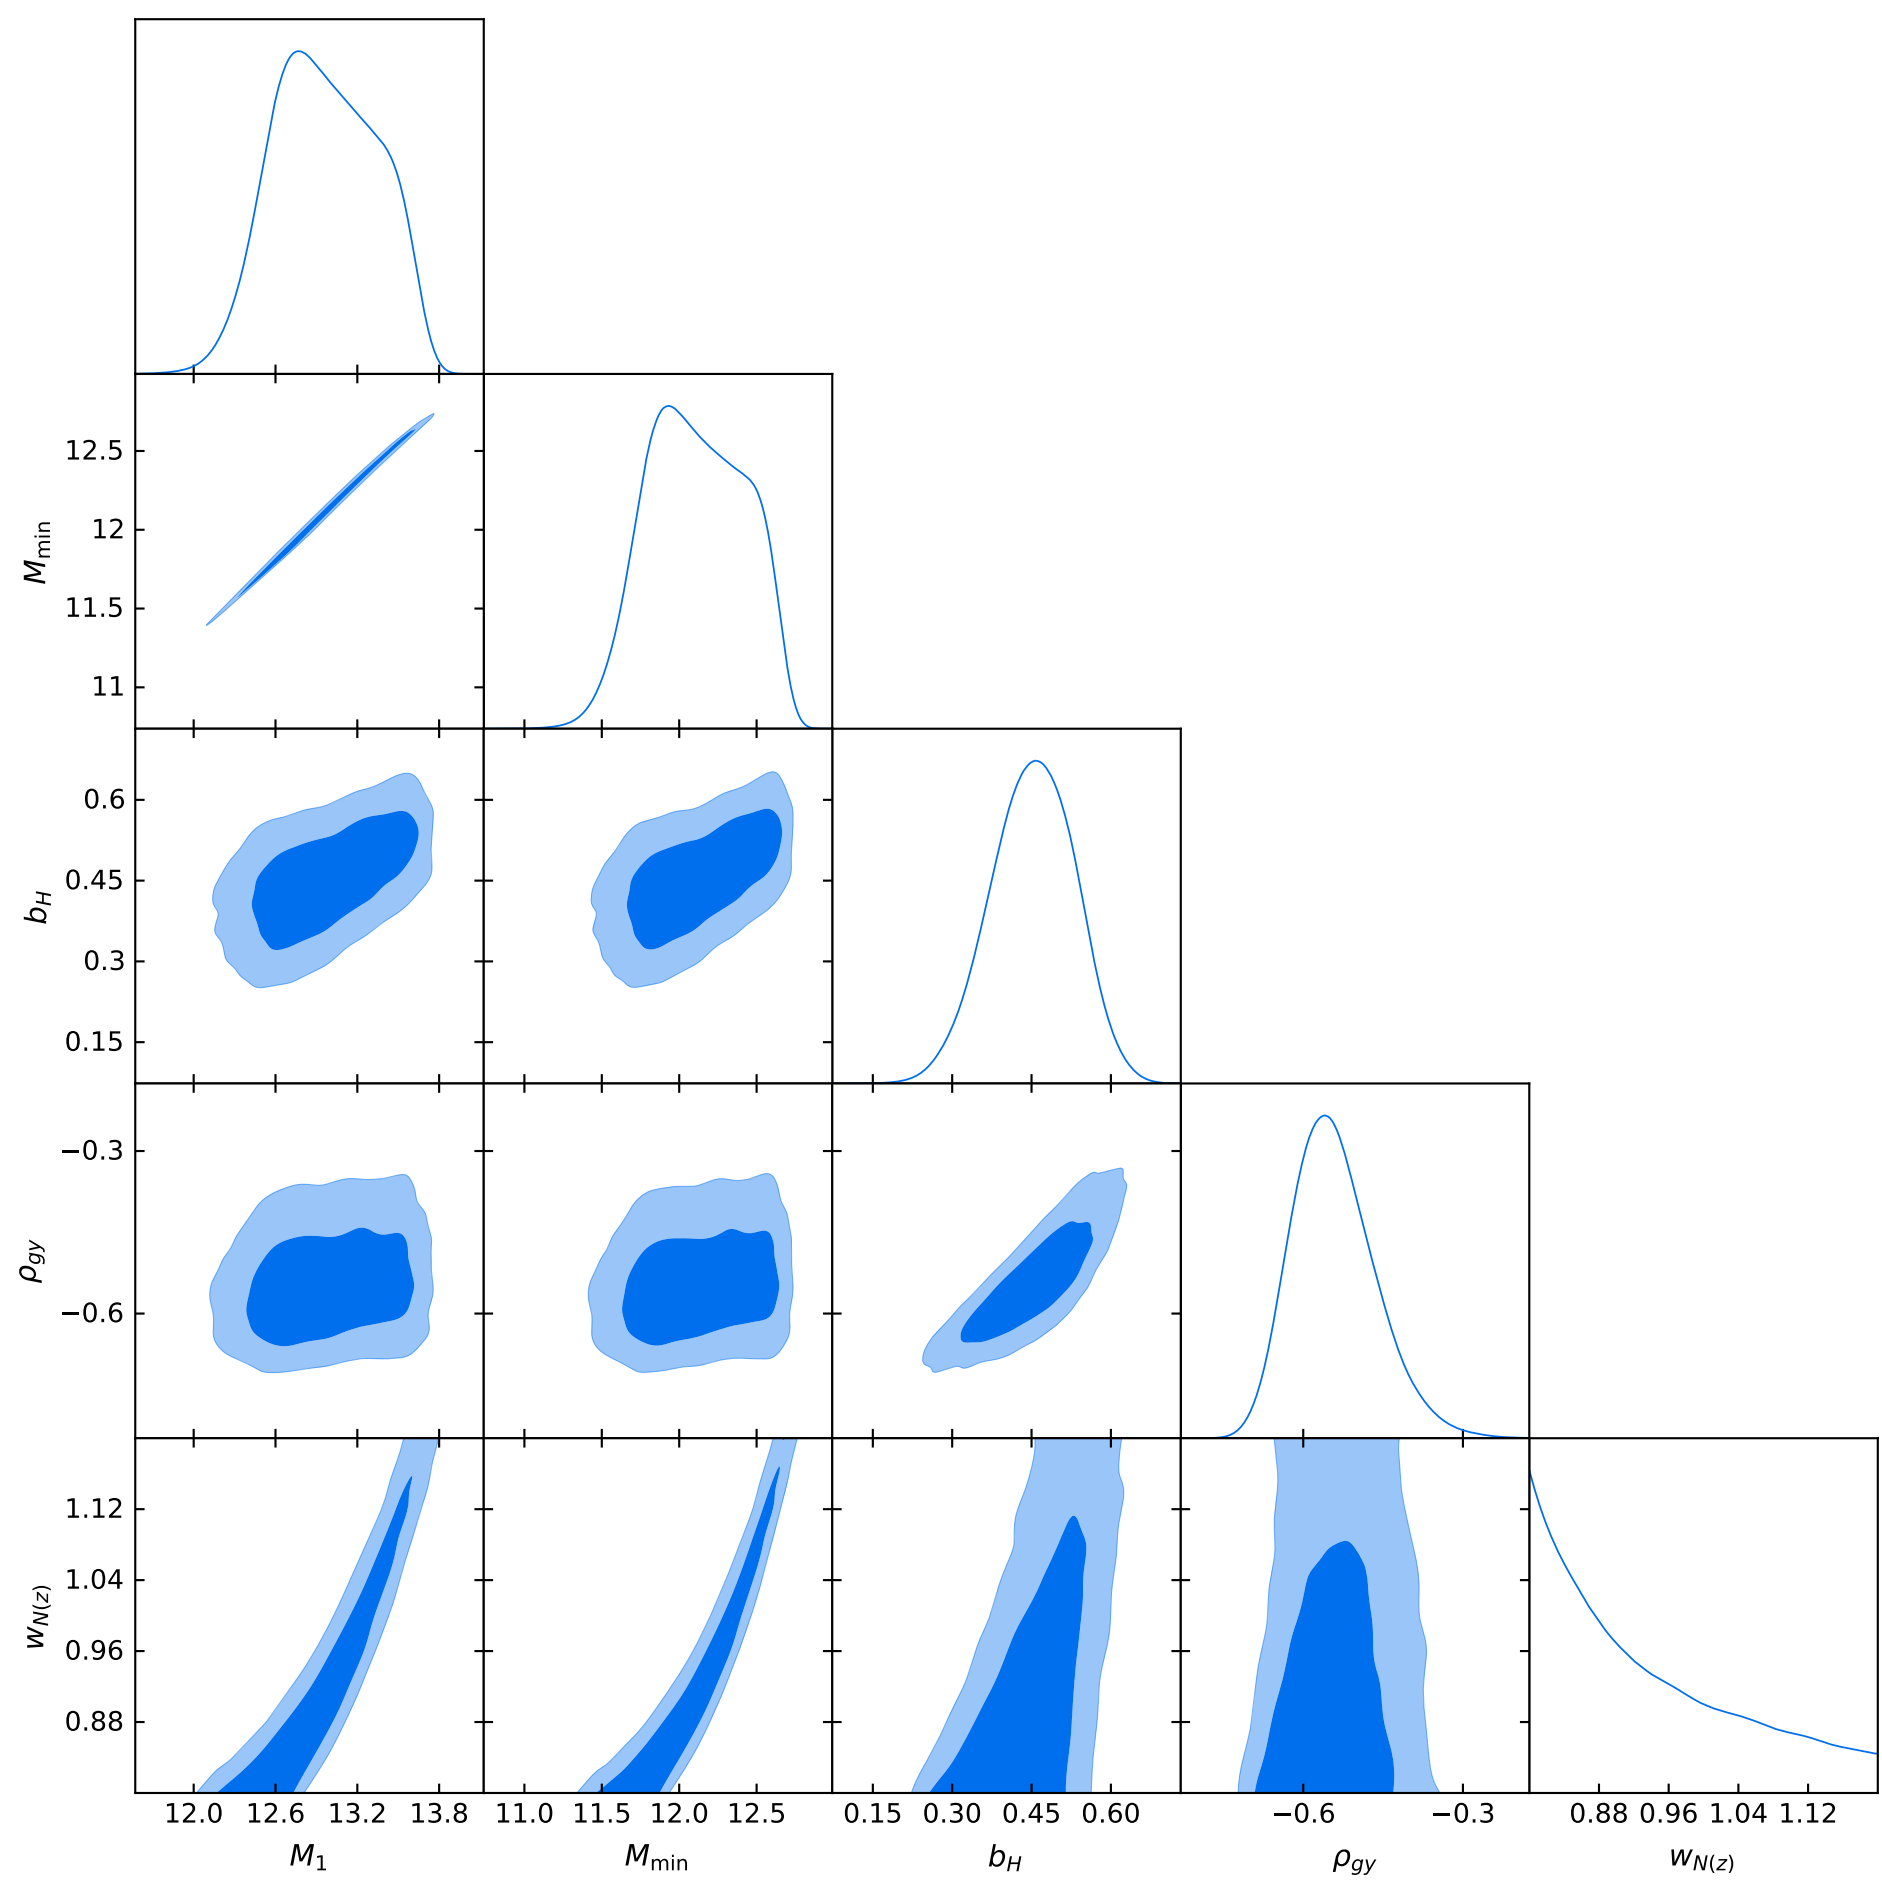 12.5
12
11.5
11
M_min
0.6
0.45
0.3
0.15
b_H
−0.3
−0.6
ρ_gy
1.12
1.04
0.96
0.88
w_N(z)
12.0 12.6 13.2 13.8 11.0 11.5 12.0 12.5 0.15 0.30 0.45 0.60 −0.6 −0.3 0.88 0.96 1.04 1.12
M_1 M_min b_H ρ_gy w_N(z)